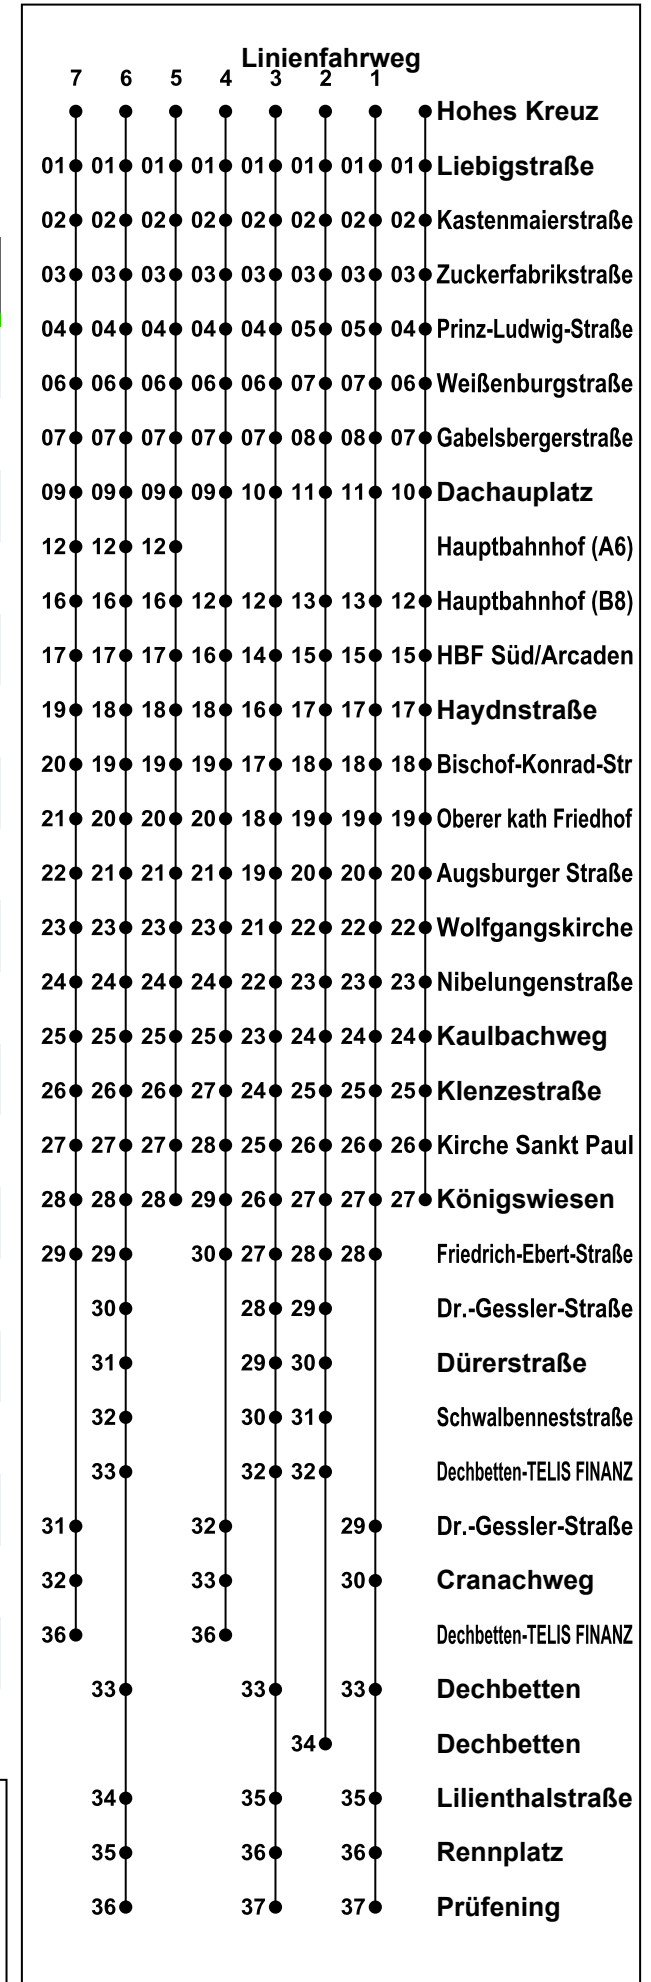 Linienfahrweg
7 6 5 4 3 2 1
Hohes Kreuz
01 01 01 01 01 01 01 01 Liebigstraße
02 02 02 02 02 02 02 02 Kastenmaierstraße
03 03 03 03 03 03 03 03 Zuckerfabrikstraße
04 04 04 04 04 05 05 04 Prinz-Ludwig-Straße
06 06 06 06 06 07 07 06 Weißenburgstraße
07 07 07 07 07 08 08 07 Gabelsbergerstraße
09 09 09 09 10 11 11 10 Dachauplatz
12 12 12 Hauptbahnhof (A6)
16 16 16 12 12 13 13 12 Hauptbahnhof (B8)
17 17 17 16 14 15 15 15 HBF Süd/Arcaden
19 18 18 18 16 17 17 17 Haydnstraße
20 19 19 19 17 18 18 18 Bischof-Konrad-Str
21 20 20 20 18 19 19 19 Oberer kath Friedhof
22 21 21 21 19 20 20 20 Augsburger Straße
23 23 23 23 21 22 22 22 Wolfgangskirche
24 24 24 24 22 23 23 23 Nibelungenstraße
25 25 25 25 23 24 24 24 Kaulbachweg
26 26 26 27 24 25 25 25 Klenzestraße
27 27 27 28 25 26 26 26 Kirche Sankt Paul
28 28 28 29 26 27 27 27 Königswiesen
29 29 30 27 28 28 Friedrich-Ebert-Straße
30 28 29 Dr.-Gessler-Straße
31 29 30 Dürerstraße
32 30 31 Schwalbenneststraße
33 32 32 Dechbetten-TELIS FINANZ
31 32 29 Dr.-Gessler-Straße
32 33 30 Cranachweg
36 36 Dechbetten-TELIS FINANZ
33 33 33 Dechbetten
34 Dechbetten
34 35 35 Lilienthalstraße
35 36 36 Rennplatz
36 37 37 Prüfening